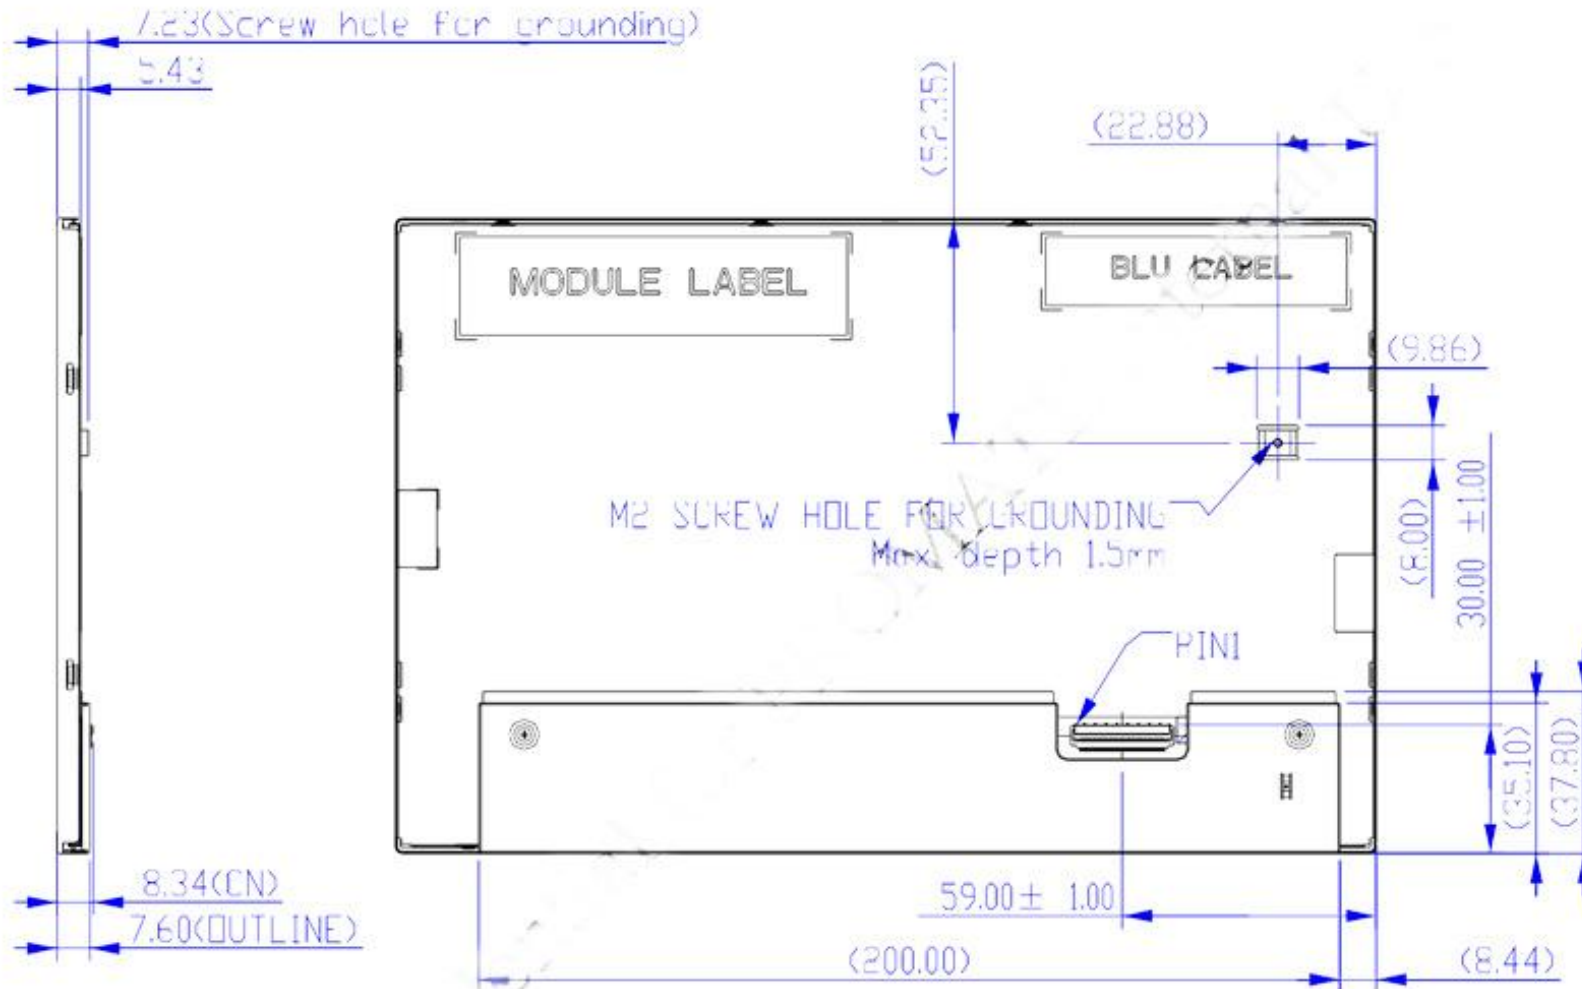 7.23(Screw hole for grounding)
5.43
(52.35)
(22.88)
MODULE LABEL
BLU LABEL
(9.86)
M2 SCREW HOLE FOR GROUNDING
Max. depth 1.5mm
(8.00)
30.00 ±1.00
PIN1
(35.10)
(37.80)
H
8.34(CN)
7.60(OUTLINE)
59.00± 1.00
(200.00)
(8.44)